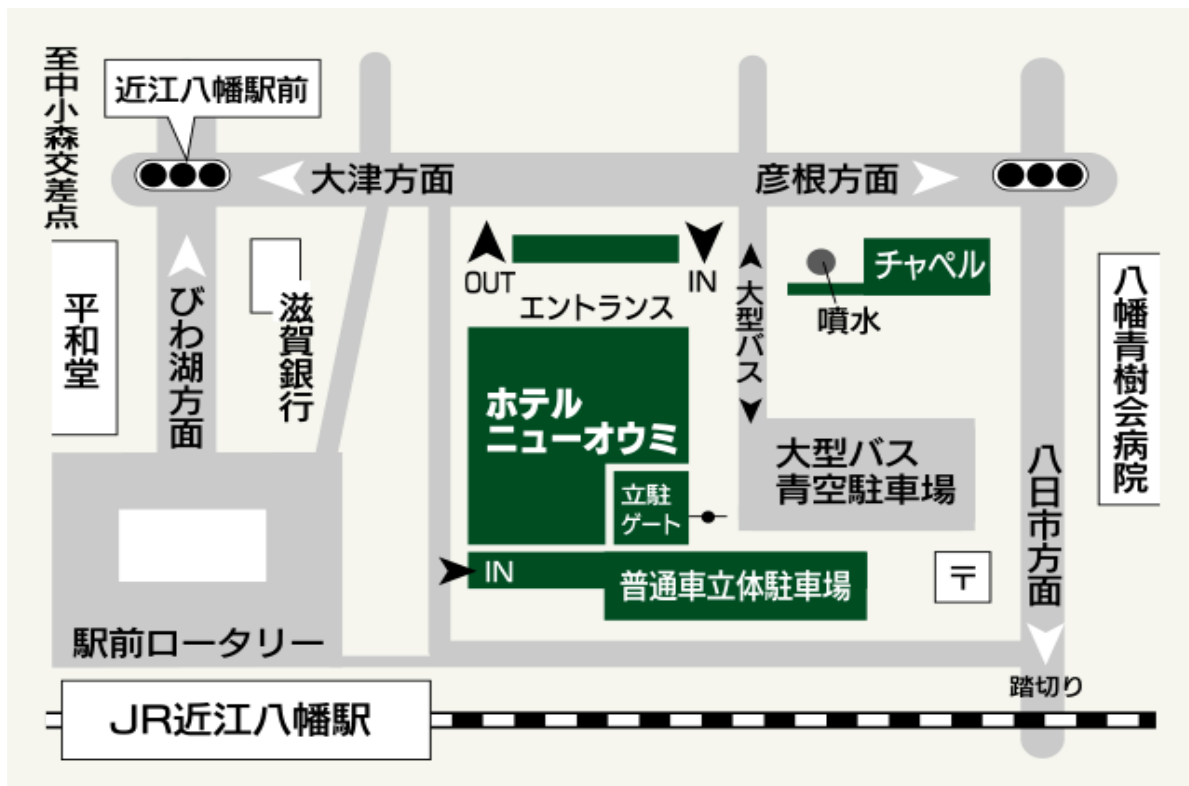 至中小森交差点
近江八幡駅前
大津方面
彦根方面
平和堂
びわ湖方面
滋賀銀行
OUT
IN
エントランス
大型バス
チャペル
噴水
八幡青樹会病院
ホテル
ニューオウミ
立駐
ゲート
大型バス
青空駐車場
八日市方面
IN
普通車立体駐車場
〒
駅前ロータリー
踏切り
JR近江八幡駅